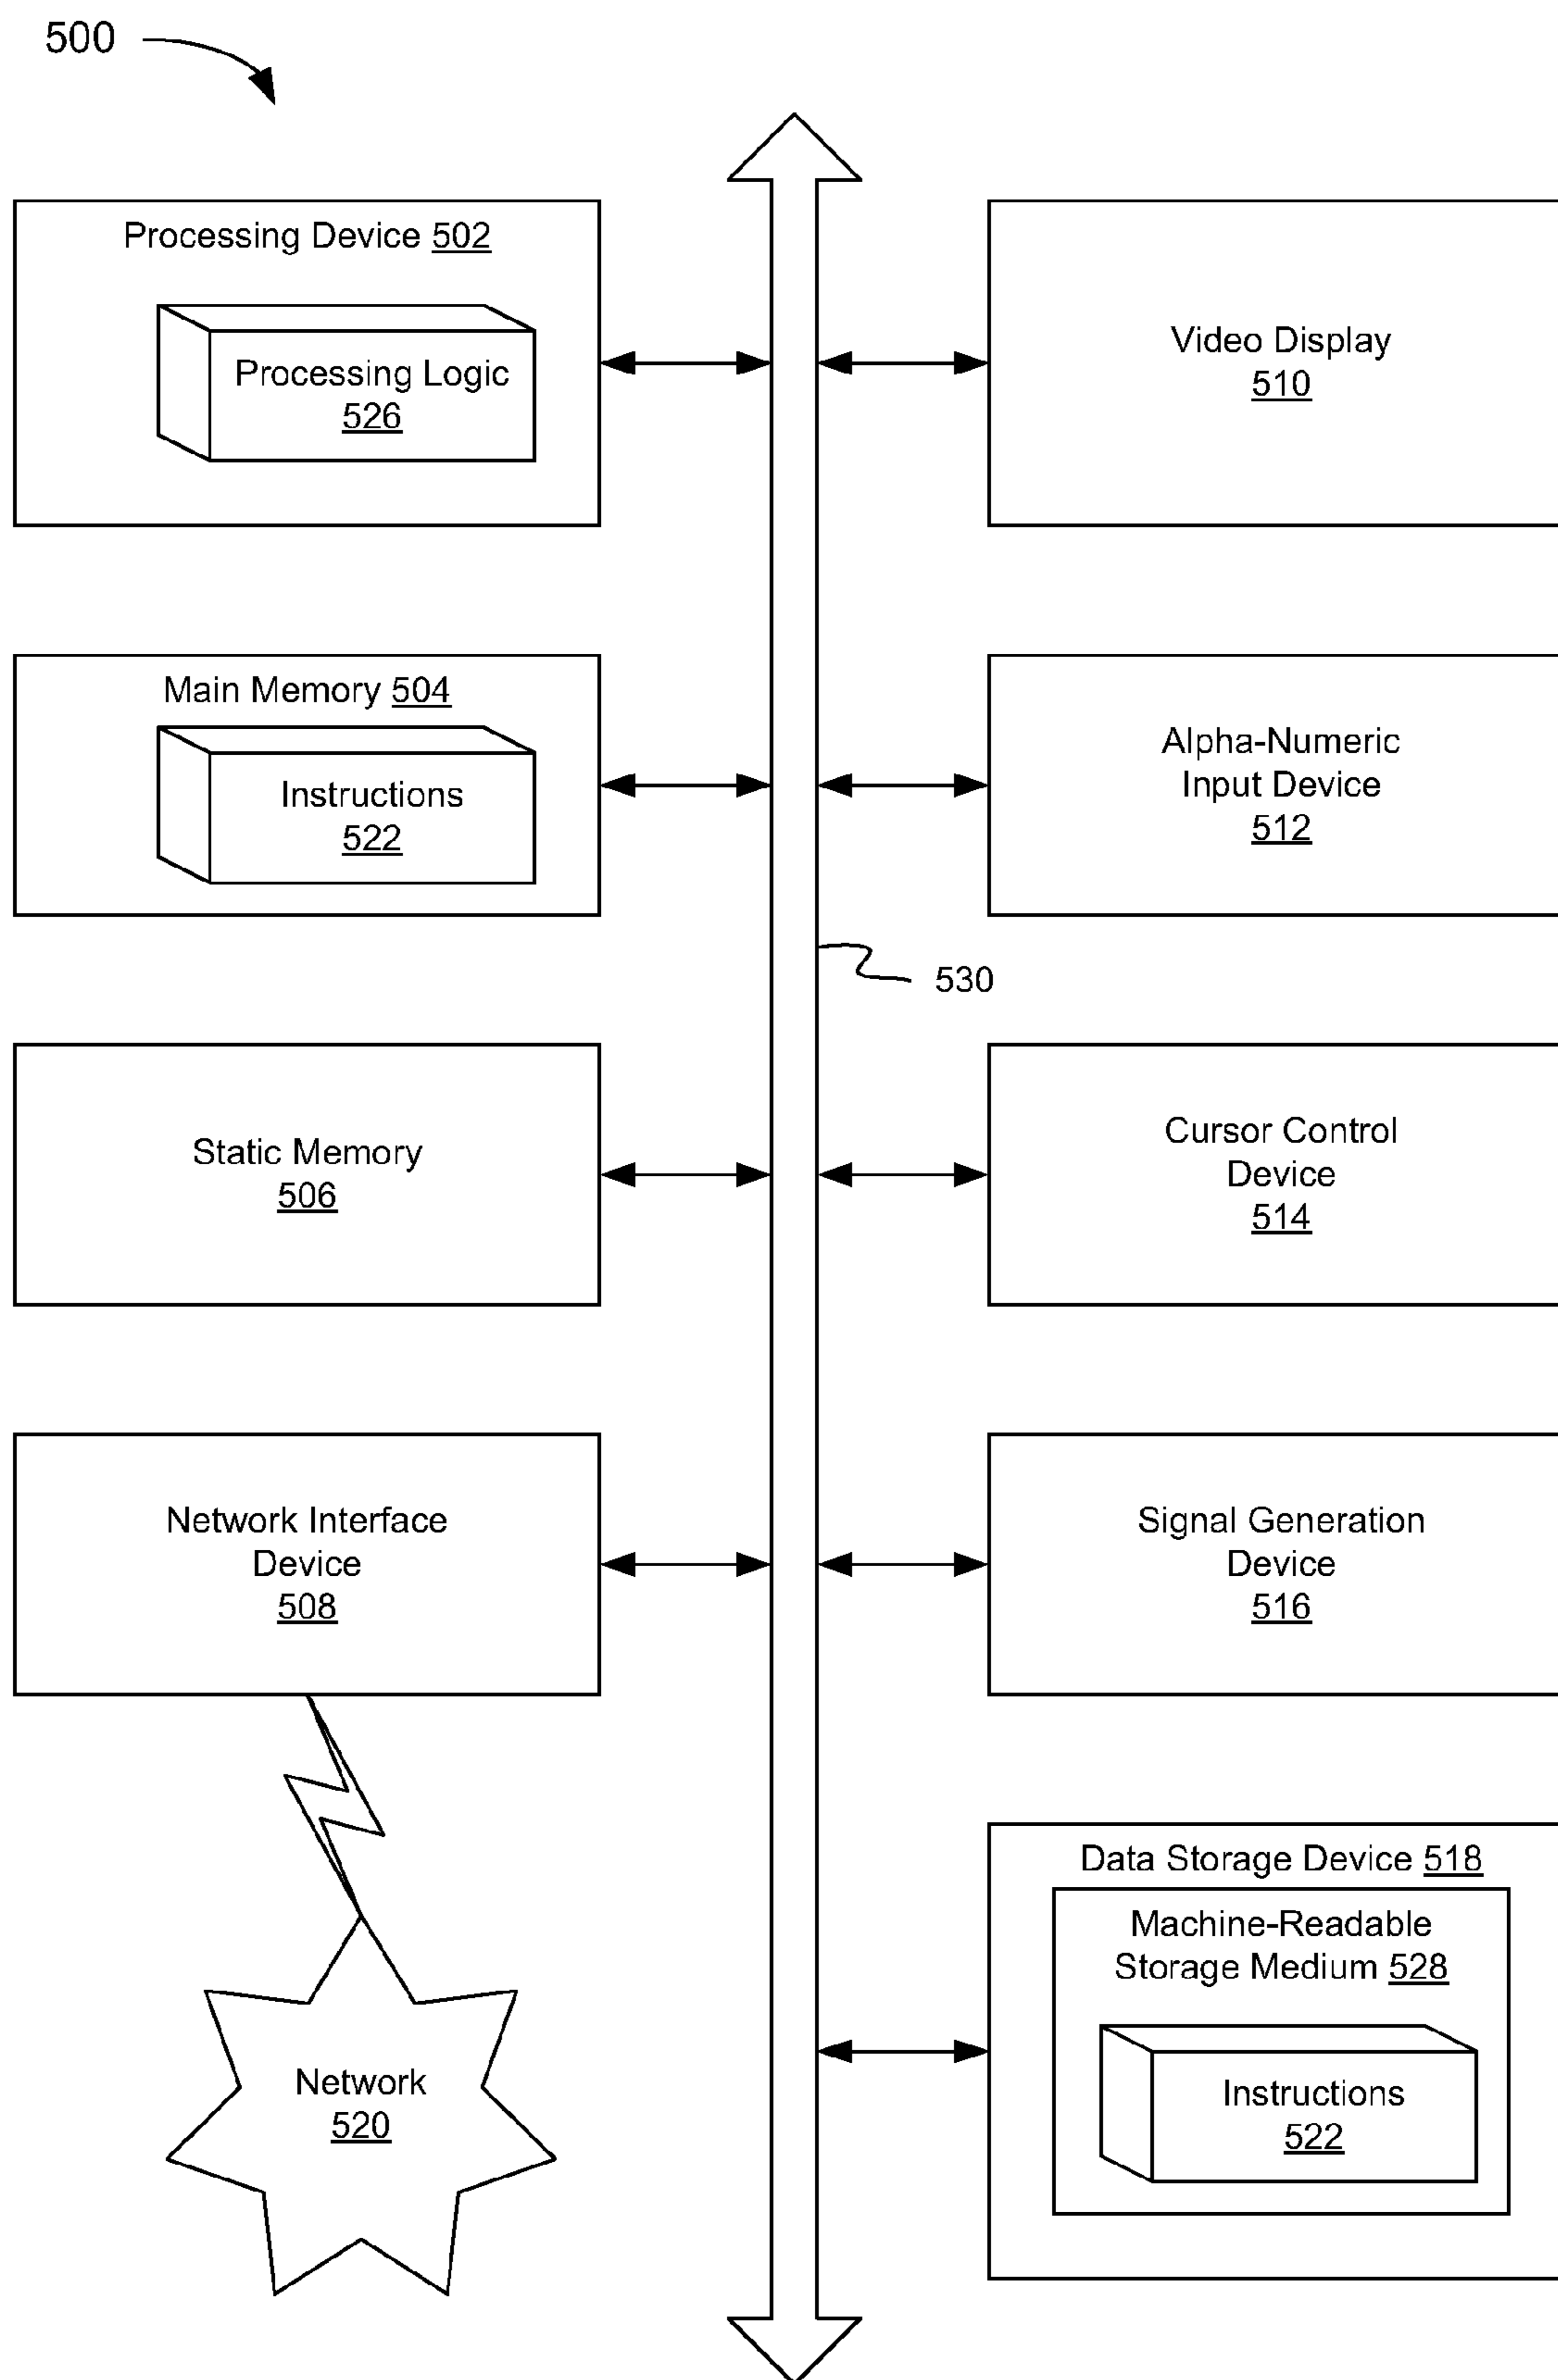 500
Processing Device 502
Processing Logic
526
Video Display
510
Main Memory 504
Instructions
522
Alpha-Numeric
Input Device
512
530
Static Memory
506
Cursor Control
Device
514
Network Interface
Device
508
Signal Generation
Device
516
Data Storage Device 518
Machine-Readable
Storage Medium 528
Instructions
522
Network
520